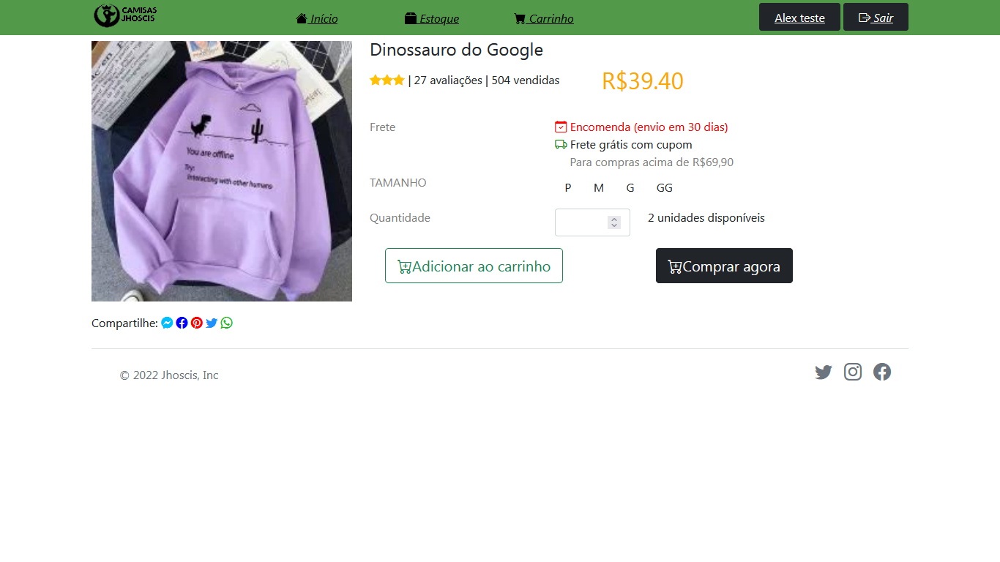 CAMISAS
JHOSCIS
Início
Estoque
Carrinho
Alex teste
Sair
Dinossauro do Google
| 27 avaliações | 504 vendidas
R$39.40
You are offline
Try:
Interacting with other humans
Frete
Encomenda (envio em 30 dias)
Frete grátis com cupom
Para compras acima de R$69,90
TAMANHO
P M G GG
Quantidade
2 unidades disponíveis
Adicionar ao carrinho
Comprar agora
Compartilhe:
© 2022 Jhoscis, Inc